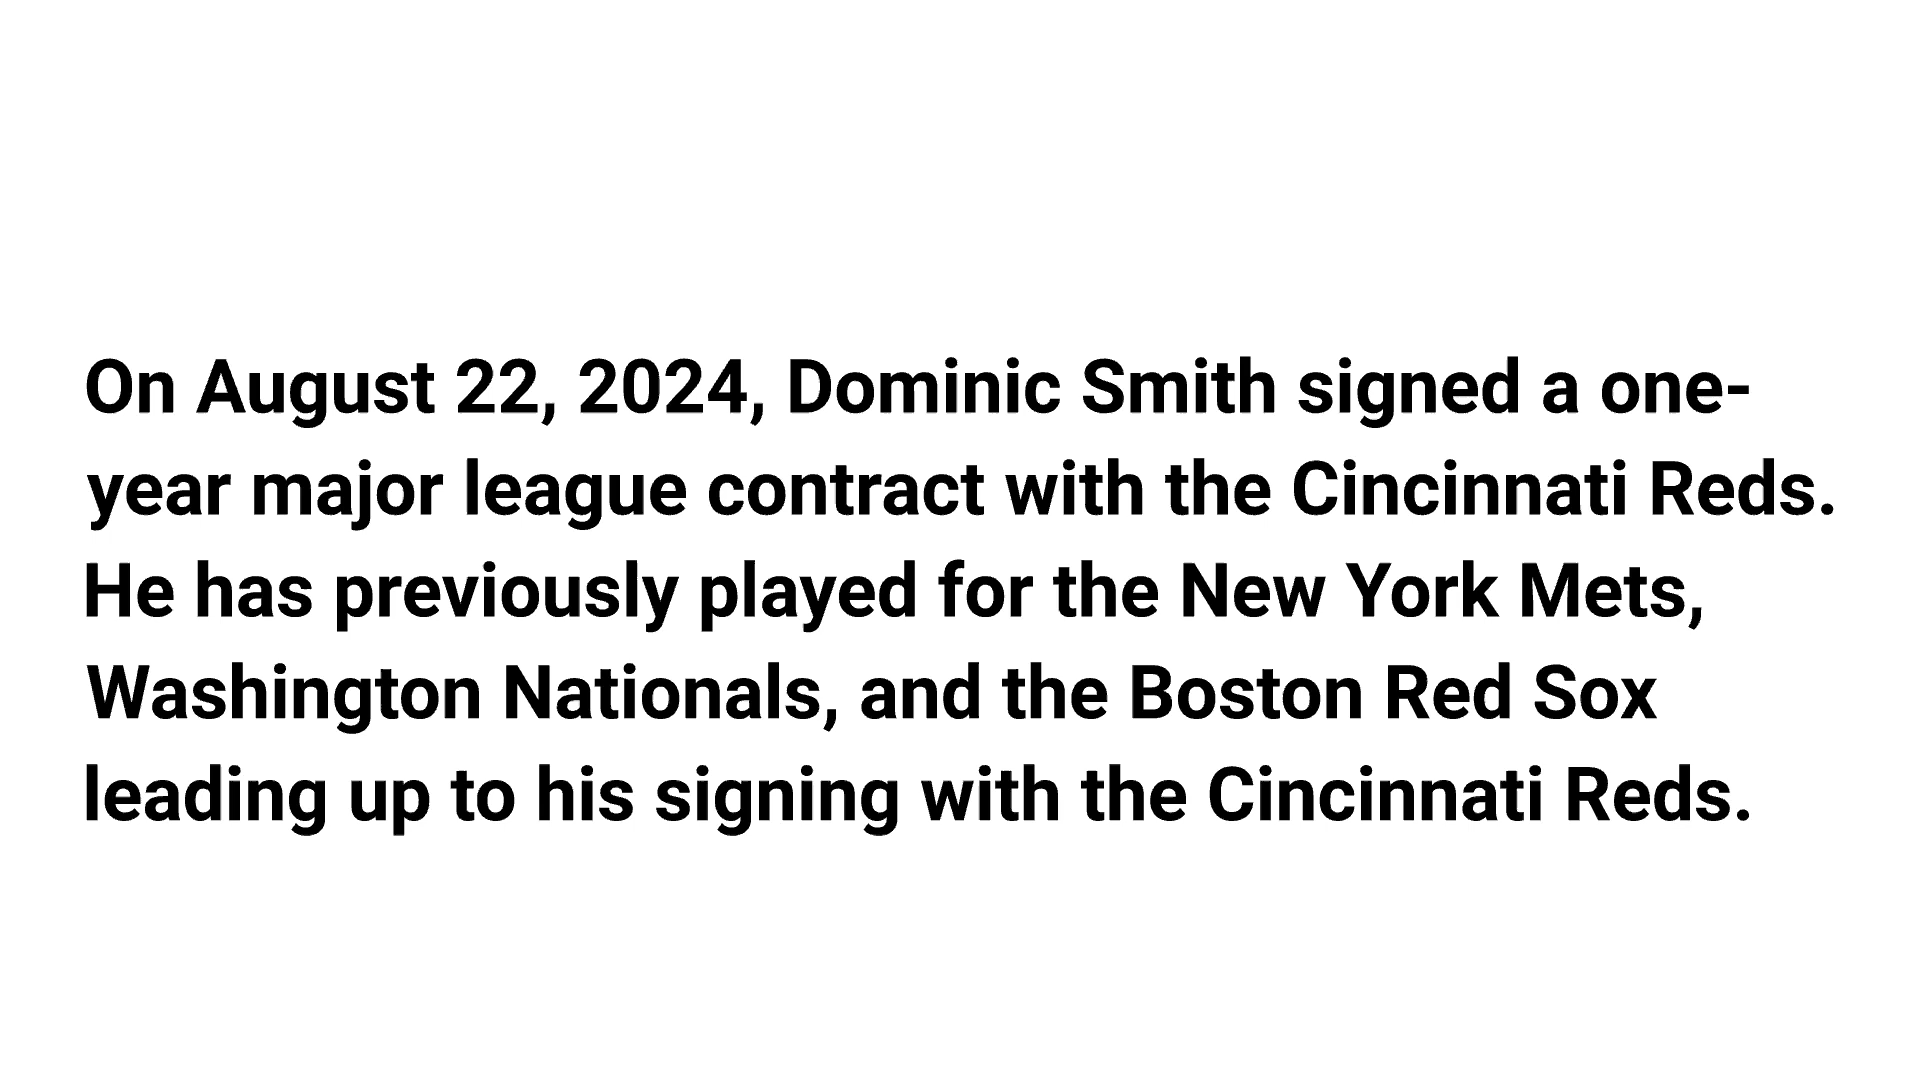 On August 22, 2024, Dominic Smith signed a one-
year major league contract with the Cincinnati Reds.
He has previously played for the New York Mets,
Washington Nationals, and the Boston Red Sox
leading up to his signing with the Cincinnati Reds.